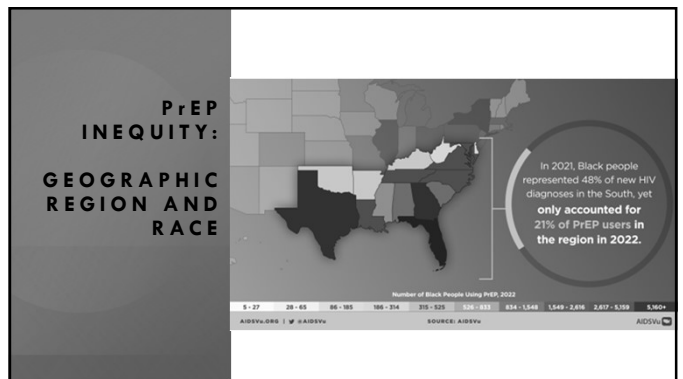 PrEP
INEQUITY:
GEOGRAPHIC
REGION AND
RACE
In 2021, Black people
represented 48% of new HIV
diagnoses in the South, yet
only accounted for
21% of PrEP users in
the region in 2022.
Number of Black People Using PrEP, 2022
5 - 27 28 - 65 86 - 185 186 - 314 315 - 525 526 - 833 834 - 1,548 1,549 - 2,616 2,617 - 5,159 5,160+
AIDSVu.ORG | @AIDSVu SOURCE: AIDSVu AIDSVu